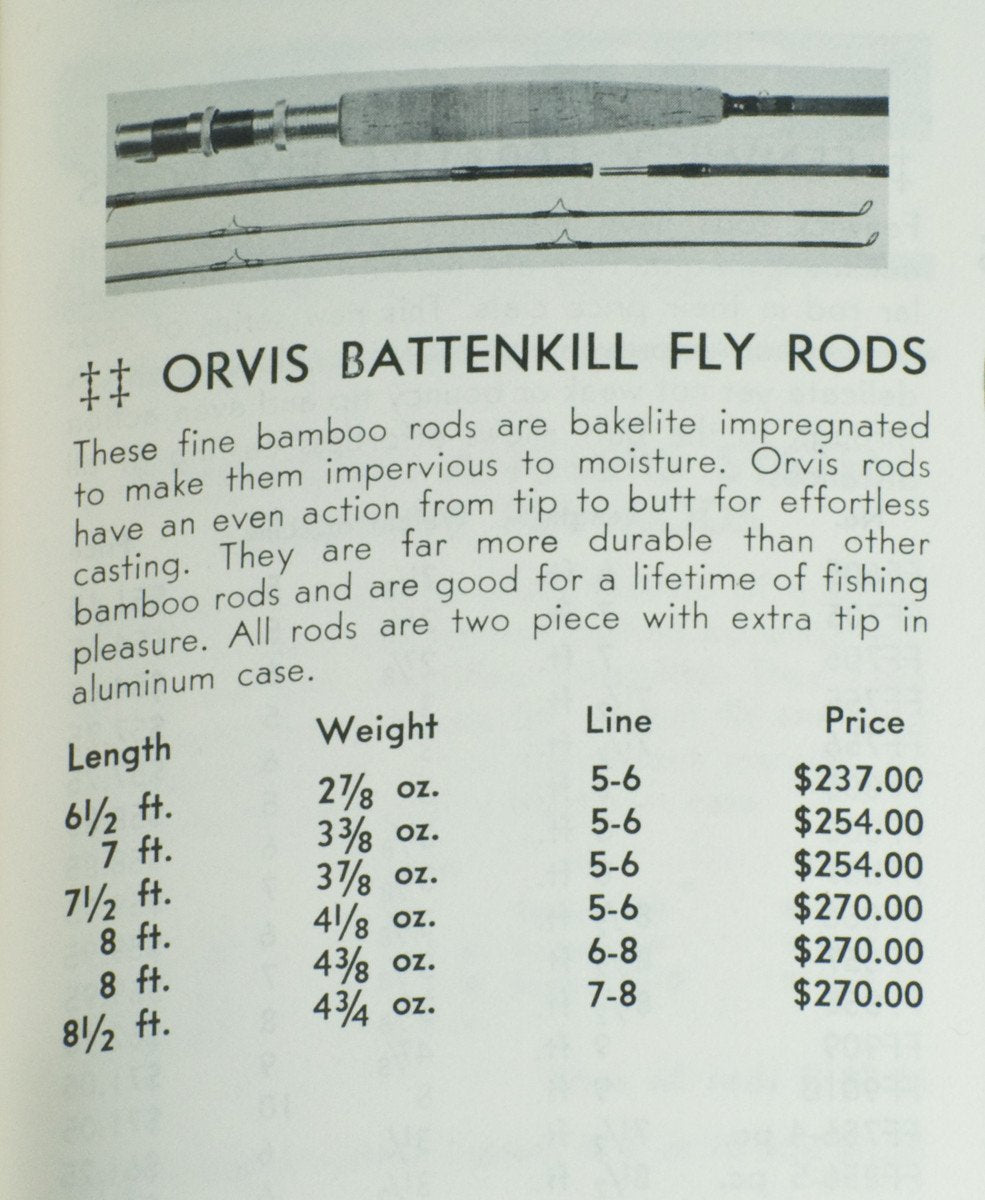 ‡‡ ORVIS BATTENKILL FLY RODS
These fine bamboo rods are bakelite impregnated
to make them impervious to moisture. Orvis rods
have an even action from tip to butt for effortless
casting. They are far more durable than other
bamboo rods and are good for a lifetime of fishing
pleasure. All rods are two piece with extra tip in
aluminum case.
Length Weight Line Price
6½ ft. 2⅞ oz. 5-6 $237.00
7 ft. 3⅜ oz. 5-6 $254.00
7½ ft. 3⅞ oz. 5-6 $254.00
8 ft. 4⅛ oz. 5-6 $270.00
8 ft. 4⅜ oz. 6-8 $270.00
8½ ft. 4¾ oz. 7-8 $270.00